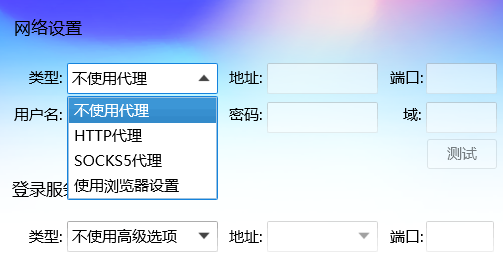 网络设置
类型: 不使用代理 地址: 端口:
用户名: 不使用代理 密码: 域:
HTTP代理
SOCKS5代理
测试
使用浏览器设置
登录服
类型: 不使用高级选项 地址: 端口: